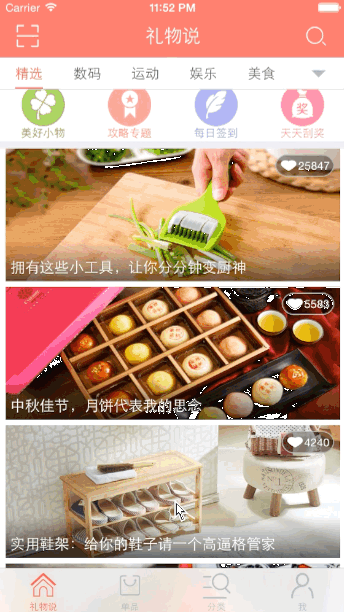 Carrier 11:52 PM
礼物说
精选 数码 运动 娱乐 美食
奖
美好小物 攻略专题 每日签到 天天刮奖
25847
拥有这些小工具，让你分分钟变厨神
5583
中秋佳节，月饼代表我的思念
4240
实用鞋架：给你的鞋子请一个高逼格管家
礼物说 单品 分类 我